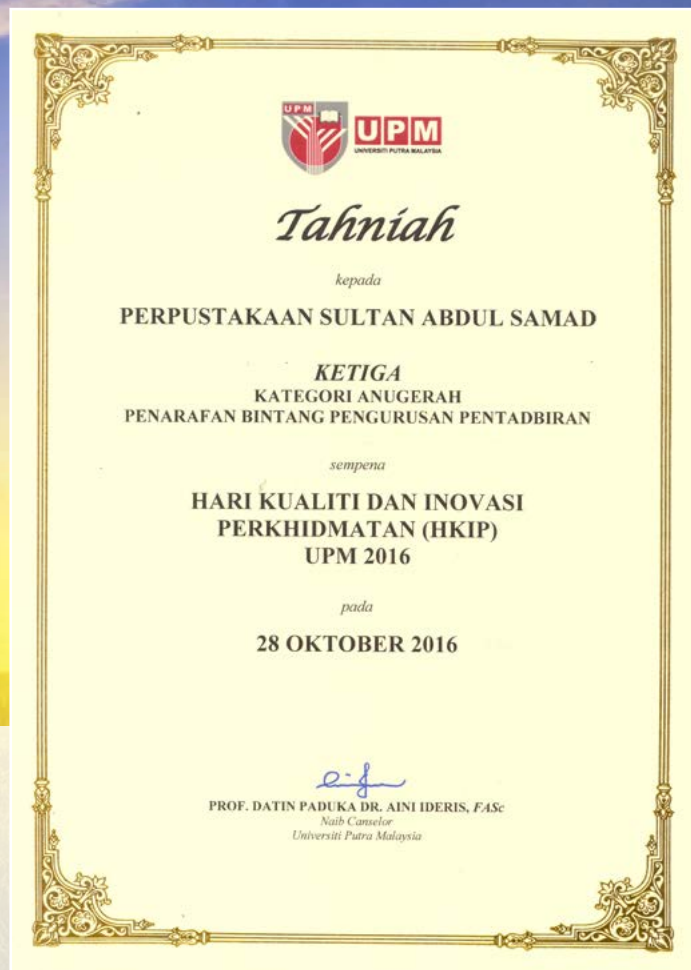 UPM
UPM
UNIVERSITI PUTRA MALAYSIA
Tahniah
kepada
PERPUSTAKAAN SULTAN ABDUL SAMAD
KETIGA
KATEGORI ANUGERAH
PENARAFAN BINTANG PENGURUSAN PENTADBIRAN
sempena
HARI KUALITI DAN INOVASI
PERKHIDMATAN (HKIP)
UPM 2016
pada
28 OKTOBER 2016
PROF. DATIN PADUKA DR. AINI IDERIS, FASc
Naib Canselor
Universiti Putra Malaysia